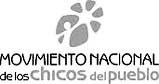 MOVIMIENTO NACIONAL
de los chicos del pueblo